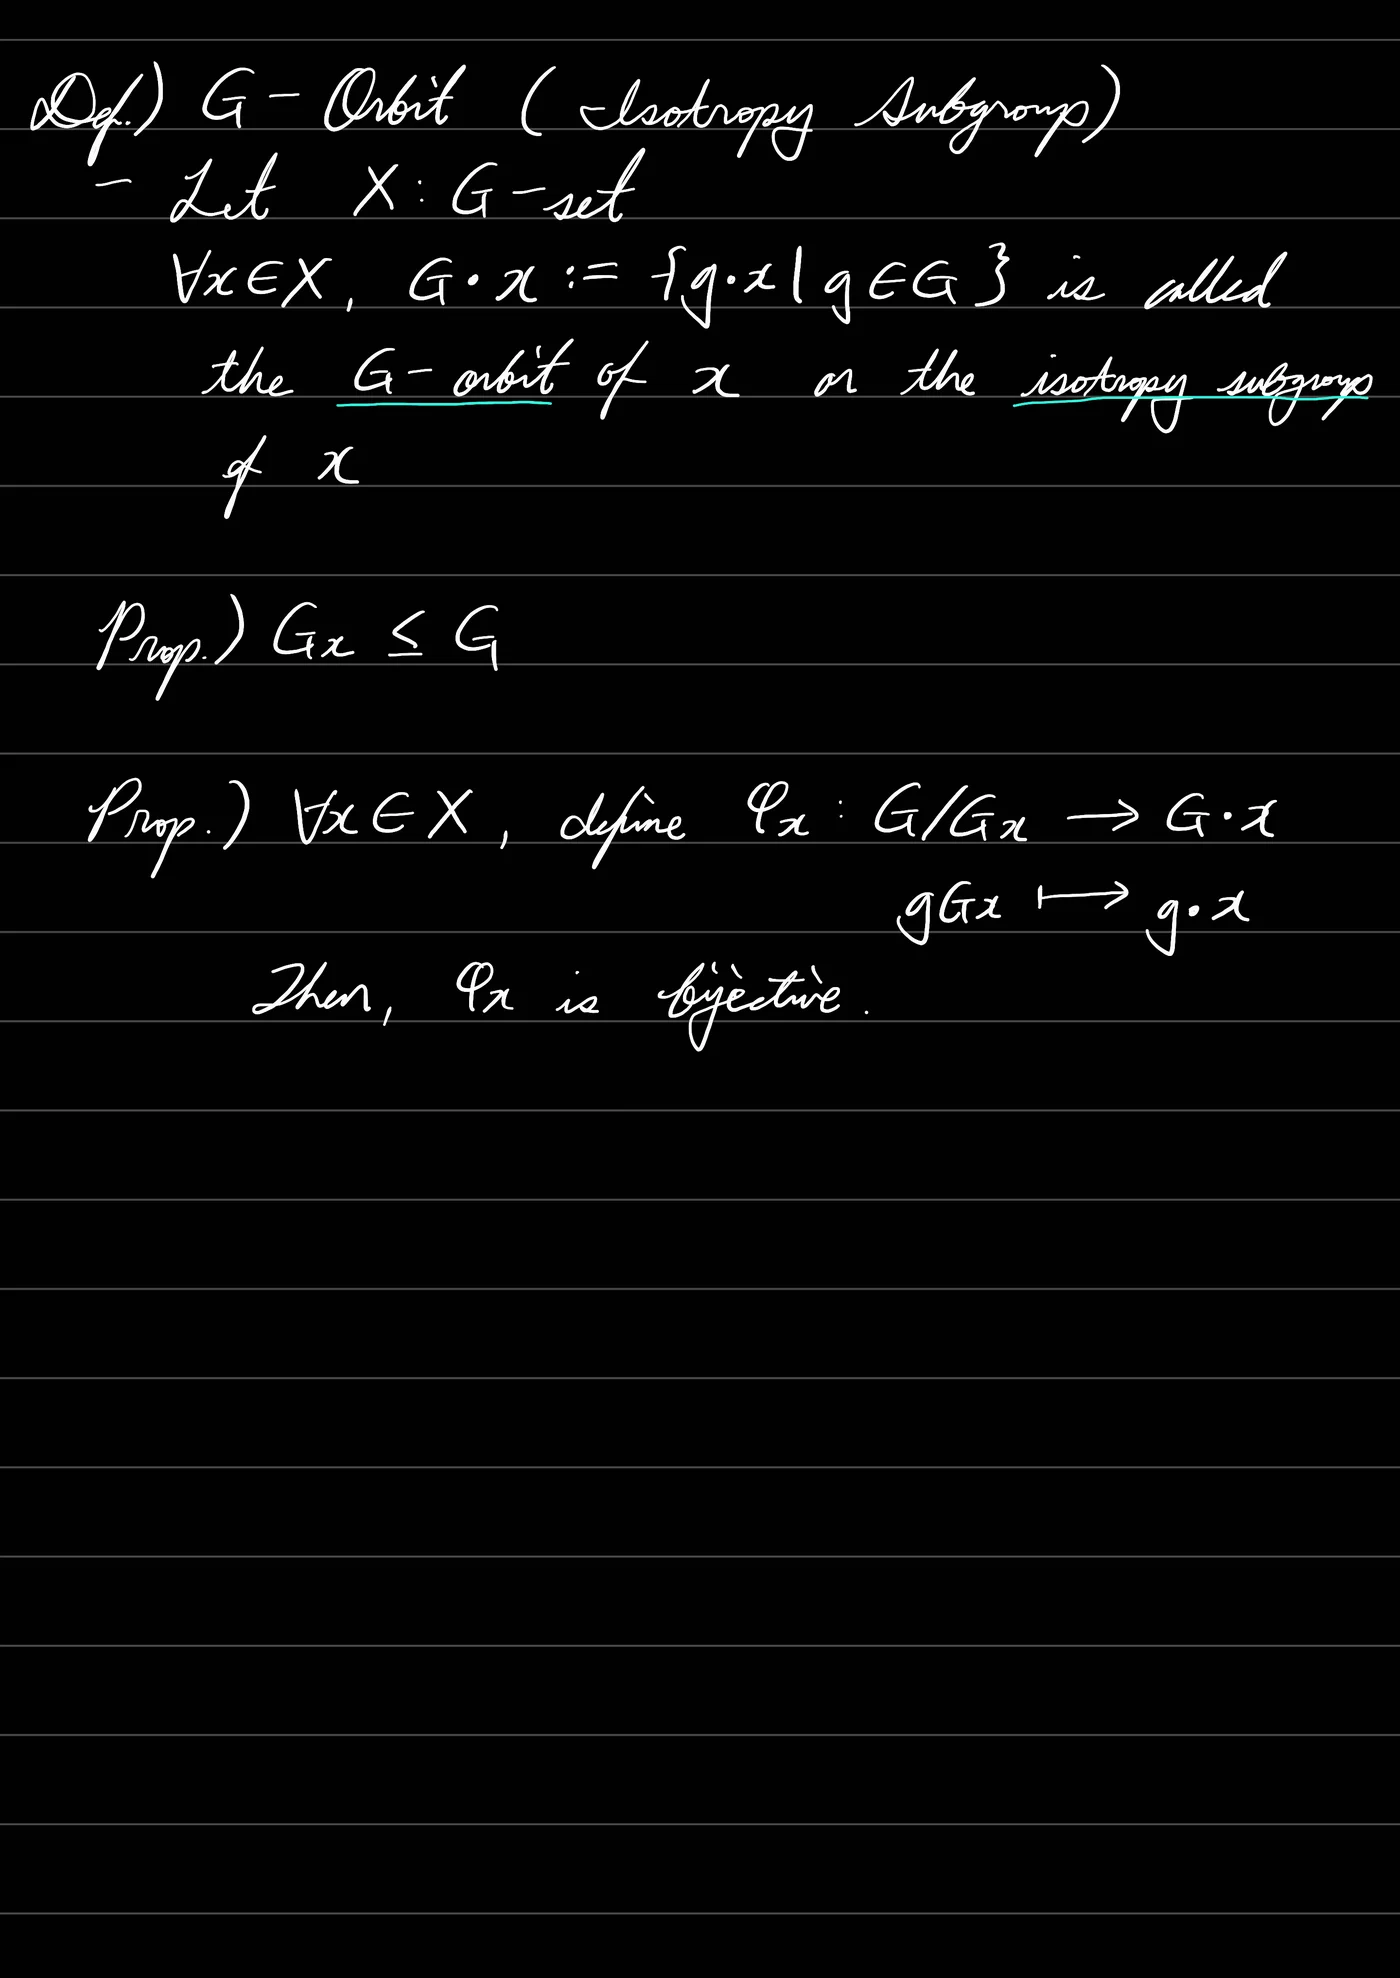 Def.) G-Orbit (-Isotropy Subgroup)
- Let X : G-set
∀x∈X, G·x := {g·x | g∈G} is called
the G-orbit of x or the isotropy subgroup
of x
Prop.) Gx ≤ G
Prop.) ∀x∈X, define φx : G/Gx → G·x
gGx ↦ g·x
Then, φx is bijective.